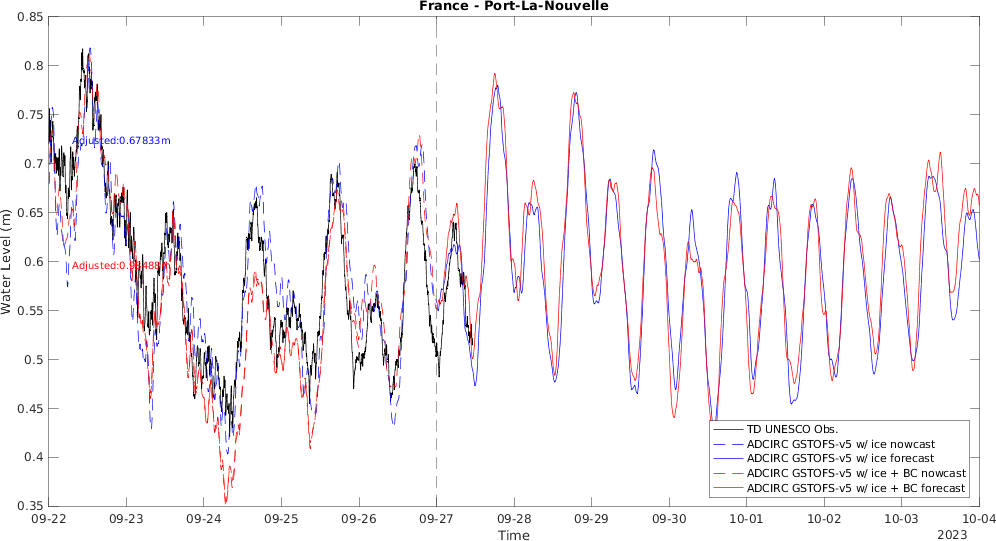 France - Port-La-Nouvelle
0.85
0.8
0.75
0.7
0.65
0.6
0.55
0.5
0.45
0.4
0.35
Water Level (m)
Adjusted:0.67833m
TD UNESCO Obs.
ADCIRC GSTOFS-v5 w/ ice nowcast
ADCIRC GSTOFS-v5 w/ ice forecast
ADCIRC GSTOFS-v5 w/ ice + BC nowcast
ADCIRC GSTOFS-v5 w/ ice + BC forecast
09-22 09-23 09-24 09-25 09-26 09-27 09-28 09-29 09-30 10-01 10-02 10-03 10-04
Time
2023